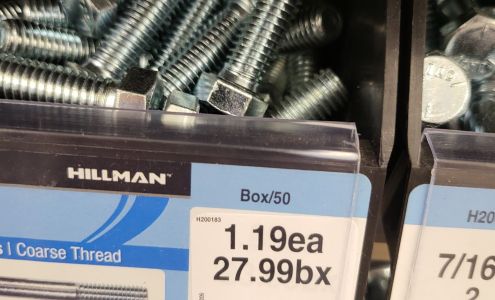 HILLMAN
Box/50
H200183
1.19ea
27.99bx
s | Coarse Thread
H20
7/16